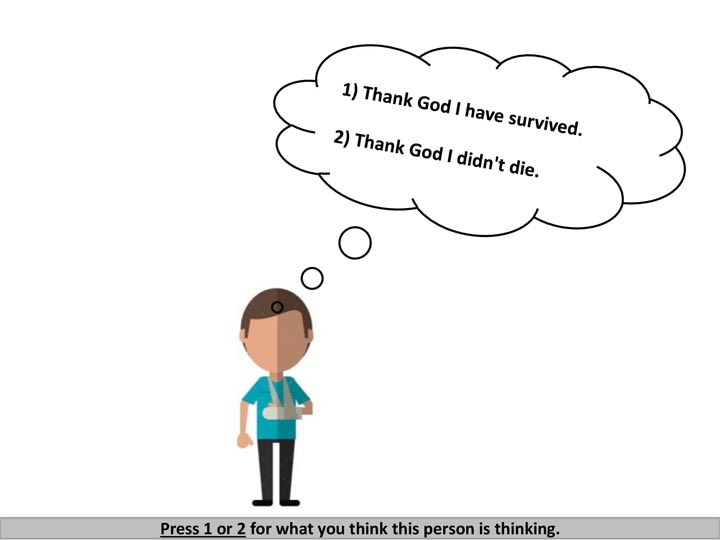 1) Thank God I have survived.
2) Thank God I didn't die.
Press 1 or 2 for what you think this person is thinking.